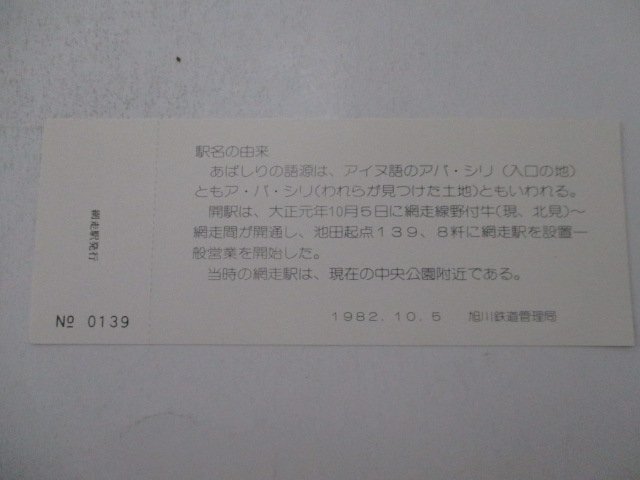 駅名の由来
あばしりの語源は、アイヌ語のアパ・シリ(入口の地)
ともア・パ・シリ(われらが見つけた土地)ともいわれる。
開駅は、大正元年10月5日に網走線野付牛(現、北見)〜
網走間が開通し、池田起点139、8粁に網走駅を設置一
般営業を開始した。
当時の網走駅は、現在の中央公園附近である。
1982.10.5 旭川鉄道管理局
網走駅発行
№ 0139